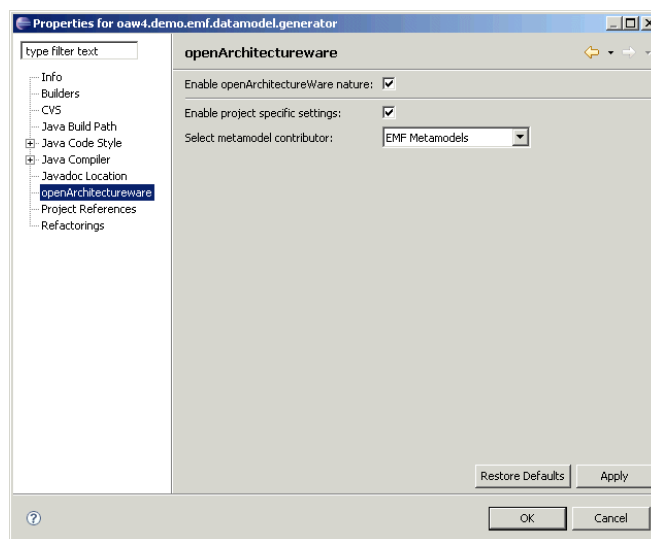 Properties for oaw4.demo.emf.datamodel.generator
type filter text
openArchitectureware
Info
Builders
CVS
Java Build Path
Java Code Style
Java Compiler
Javadoc Location
openArchitectureware
Project References
Refactorings
Enable openArchitectureWare nature:
Enable project specific settings:
Select metamodel contributor:
EMF Metamodels
Restore Defaults
Apply
?
OK
Cancel